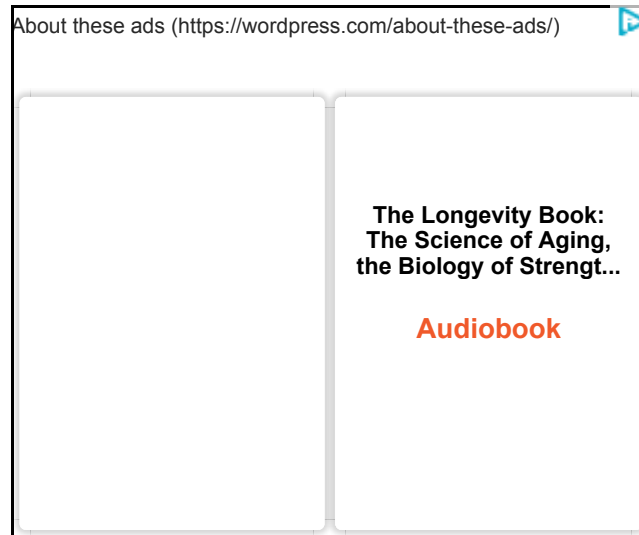 About these ads (https://wordpress.com/about-these-ads/)
The Longevity Book:
The Science of Aging,
the Biology of Strengt...
Audiobook